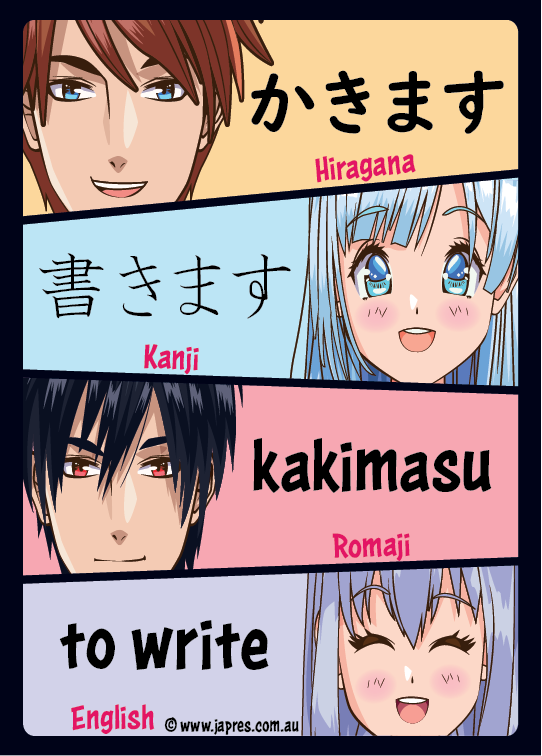 かきます
Hiragana
書きます
Kanji
kakimasu
Romaji
to write
English © www.japres.com.au